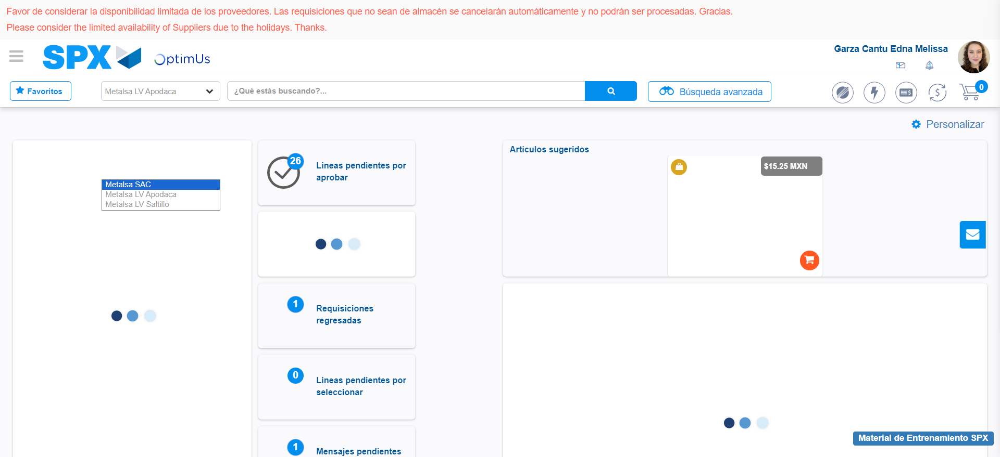 Favor de considerar la disponibilidad limitada de los proveedores. Las requisiciones que no sean de almacén se cancelarán automáticamente y no podrán ser procesadas. Gracias.
Please consider the limited availability of Suppliers due to the holidays. Thanks.
SPX OptimUs
Garza Cantu Edna Melissa
1
Favoritos
Metalsa LV Apodaca
¿Qué estás buscando?...
Búsqueda avanzada
$
$
0
Personalizar
Metalsa SAC
Metalsa LV Apodaca
Metalsa LV Saltillo
26
Lineas pendientes por
aprobar
1
Requisiciones
regresadas
0
Lineas pendientes por
seleccionar
1
Mensajes pendientes
Artículos sugeridos
$15.25 MXN
Material de Entrenamiento SPX